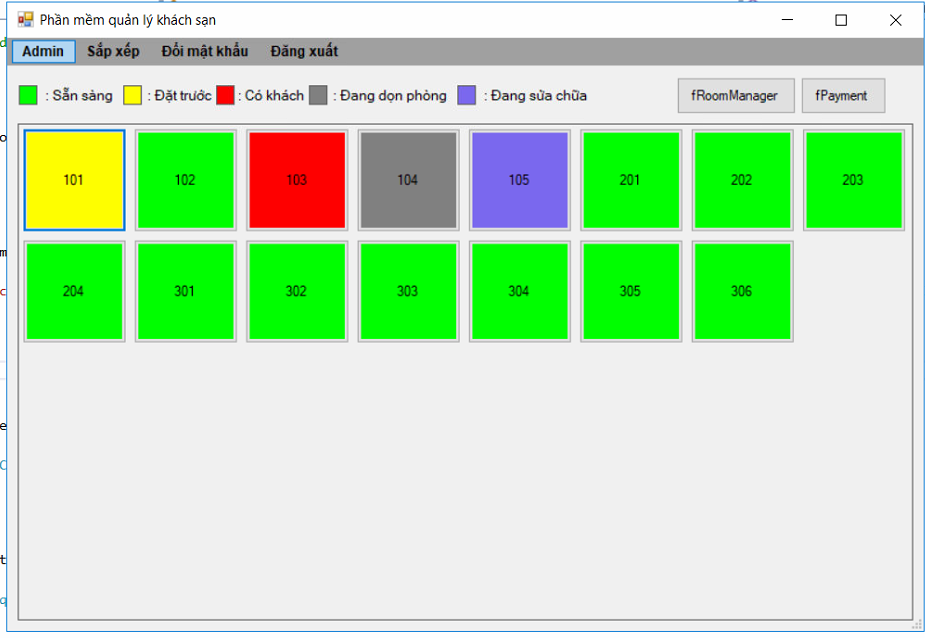 Phần mềm quản lý khách sạn
Admin Sắp xếp Đổi mật khẩu Đăng xuất
: Sẵn sàng : Đặt trước : Có khách : Đang dọn phòng : Đang sửa chữa fRoomManager fPayment
101 102 103 104 105 201 202 203
204 301 302 303 304 305 306